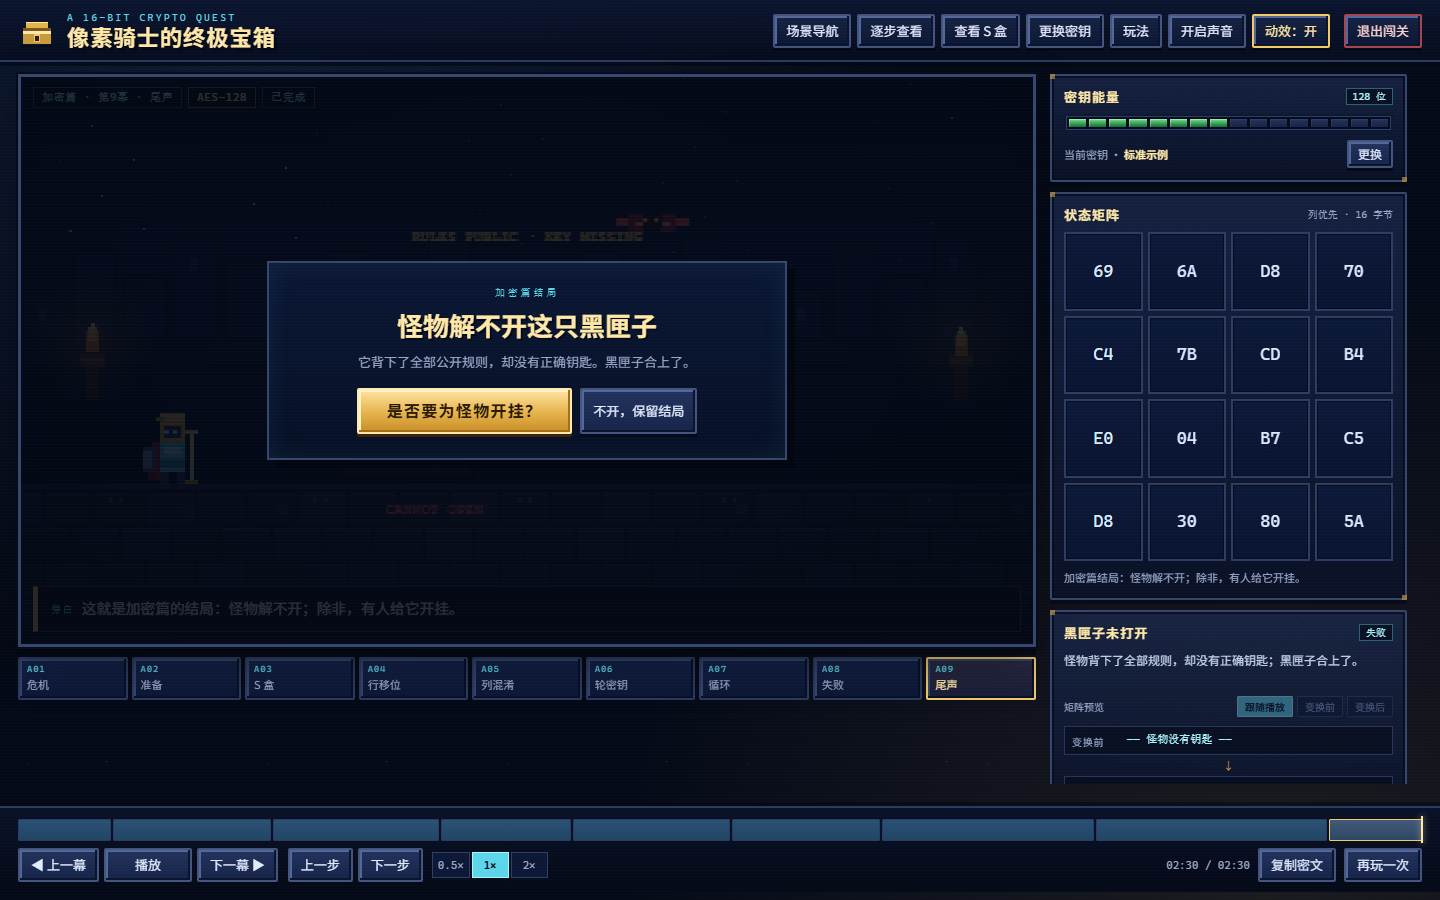 A 16-BIT CRYPTO QUEST
像素骑士的终极宝箱
场景导航
逐步查看
查看 S 盒
更换密钥
玩法
开启声音
动效：开
退出闯关
加密篇 · 第9幕 · 尾声
AES-128
已完成
RULES PUBLIC · KEY MISSING
加密篇结局
怪物解不开这只黑匣子
它背下了全部公开规则，却没有正确钥匙。黑匣子合上了。
是否要为怪物开挂？
不开，保留结局
CANNOT OPEN
旁白 这就是加密篇的结局：怪物解不开；除非，有人给它开挂。
A01 危机
A02 准备
A03 S 盒
A04 行移位
A05 列混淆
A06 轮密钥
A07 循环
A08 失败
A09 尾声
密钥能量
128 位
当前密钥 · 标准示例
更换
状态矩阵
列优先 · 16 字节
69 6A D8 70
C4 7B CD B4
E0 04 B7 C5
D8 30 80 5A
加密篇结局：怪物解不开；除非，有人给它开挂。
黑匣子未打开
失败
怪物背下了全部规则，却没有正确钥匙；黑匣子合上了。
矩阵预览
跟随播放
变换前
变换后
变换前 —— 怪物没有钥匙 ——
↓
◀ 上一幕
播放
下一幕 ▶
上一步
下一步
0.5×
1×
2×
02:30 / 02:30
复制密文
再玩一次